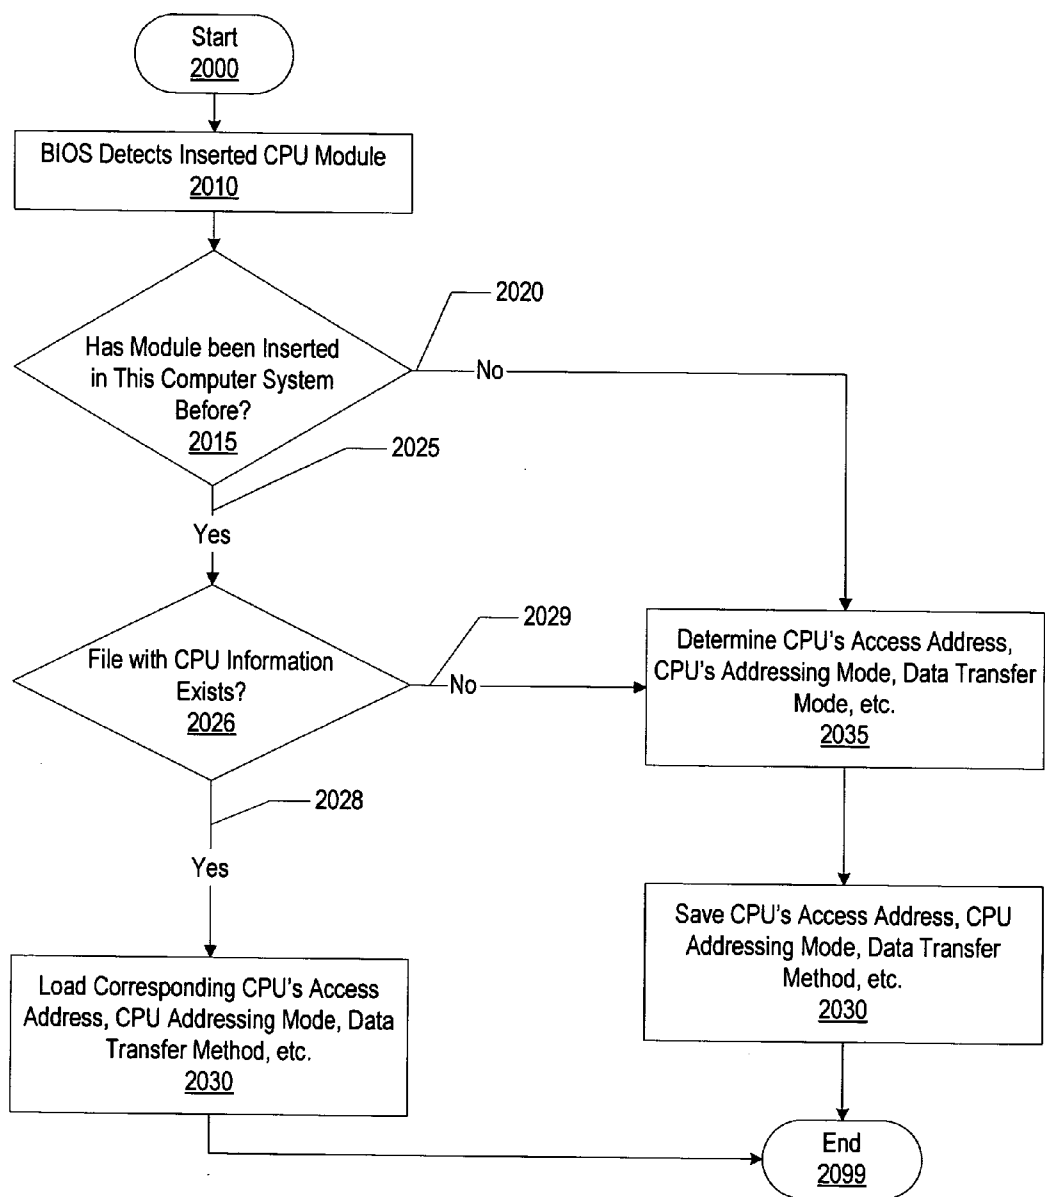 Start
2000
BIOS Detects Inserted CPU Module
2010
2020
Has Module been Inserted
in This Computer System
Before?
2015
No
2025
Yes
2029
File with CPU Information
Exists?
2026
No
Determine CPU's Access Address,
CPU's Addressing Mode, Data Transfer
Mode, etc.
2035
2028
Yes
Save CPU's Access Address, CPU
Addressing Mode, Data Transfer
Method, etc.
2030
Load Corresponding CPU's Access
Address, CPU Addressing Mode, Data
Transfer Method, etc.
2030
End
2099